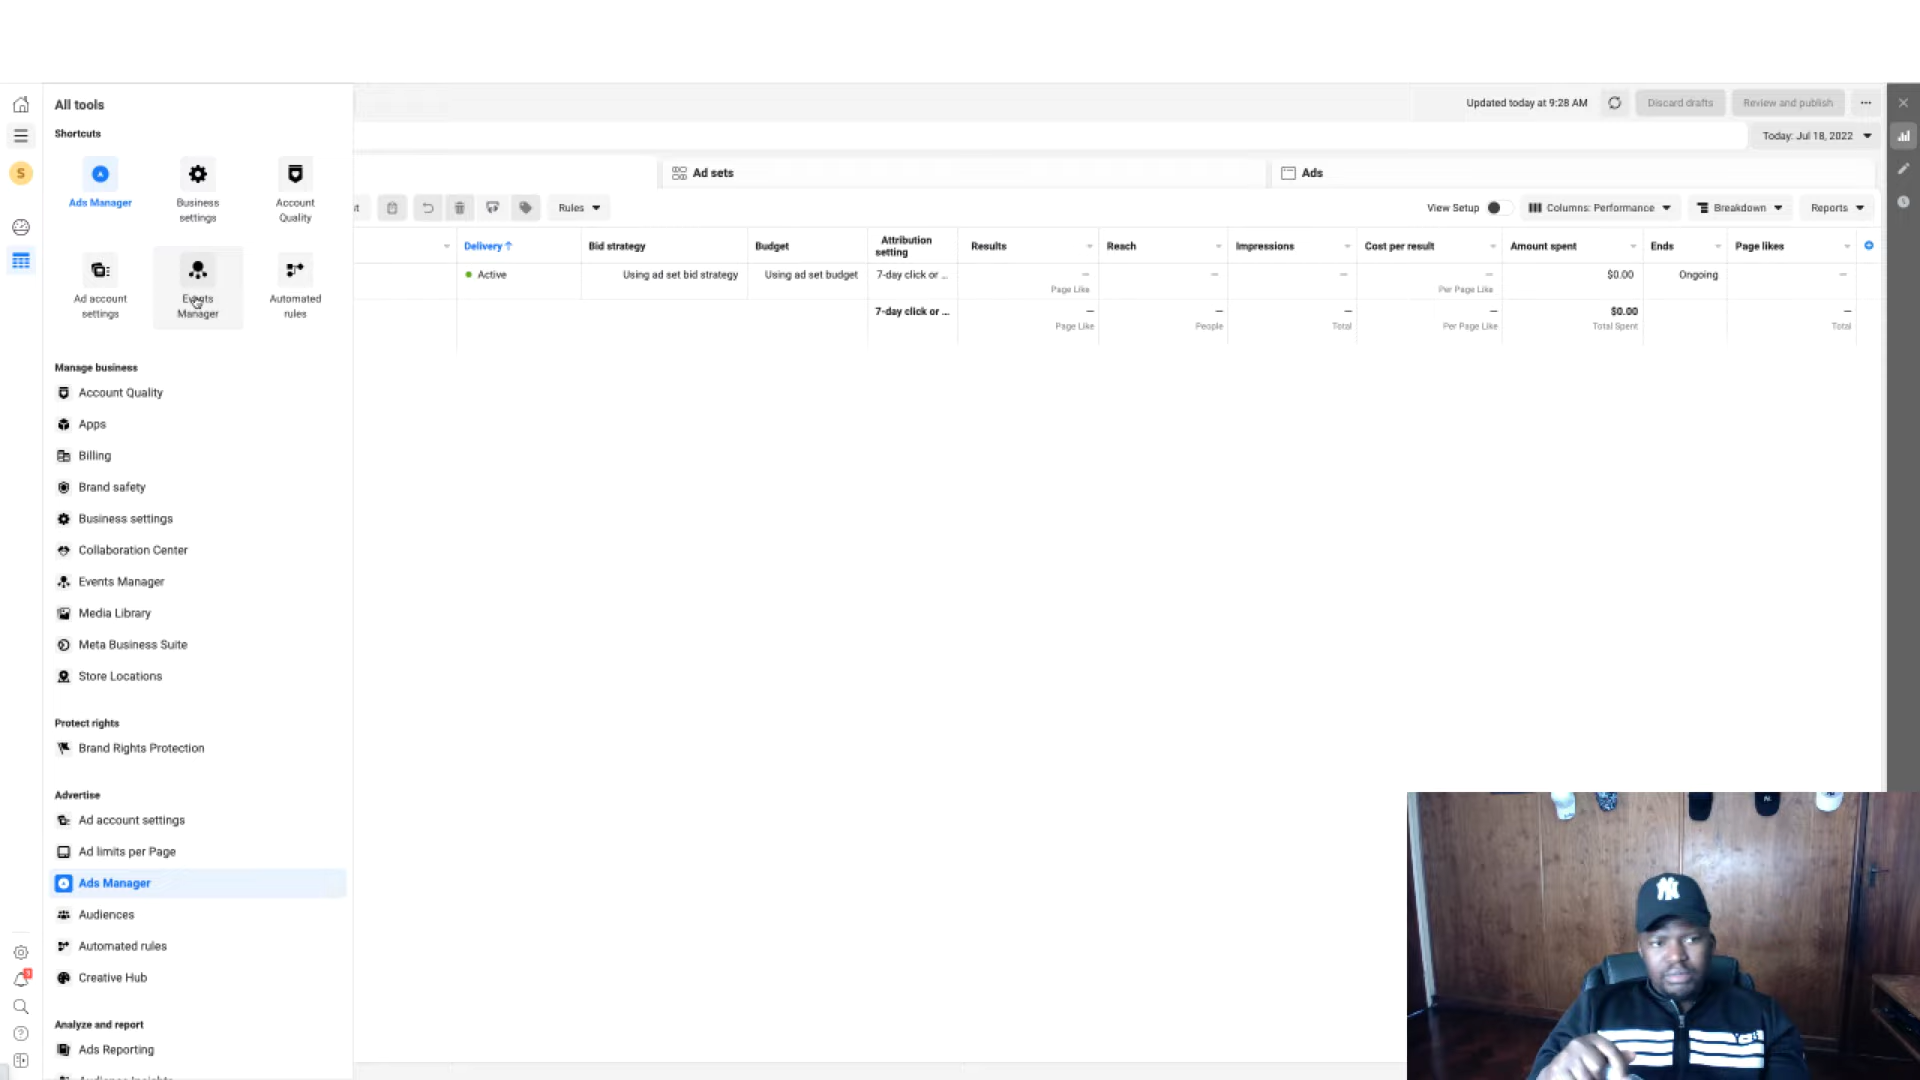 All tools
Shortcuts
Ads Manager
Business settings
Account Quality
Ad account settings
Events Manager
Automated rules
Manage business
Account Quality
Apps
Billing
Brand safety
Business settings
Collaboration Center
Events Manager
Media Library
Meta Business Suite
Store Locations
Protect rights
Brand Rights Protection
Advertise
Ad account settings
Ad limits per Page
Ads Manager
Audiences
Automated rules
Creative Hub
Analyze and report
Ads Reporting
S
Updated today at 9:28 AM
Discard drafts
Review and publish
Today: Jul 18, 2022
Ad sets
Ads
Rules
View Setup
Columns: Performance
Breakdown
Reports
Delivery ↑
Bid strategy
Budget
Attribution setting
Results
Reach
Impressions
Cost per result
Amount spent
Ends
Page likes
Active
Using ad set bid strategy
Using ad set budget
7-day click or ...
—
Page Like
—
—
—
Per Page Like
$0.00
Ongoing
—
7-day click or ...
—
Page Like
—
People
—
Total
—
Per Page Like
$0.00
Total Spent
—
Total